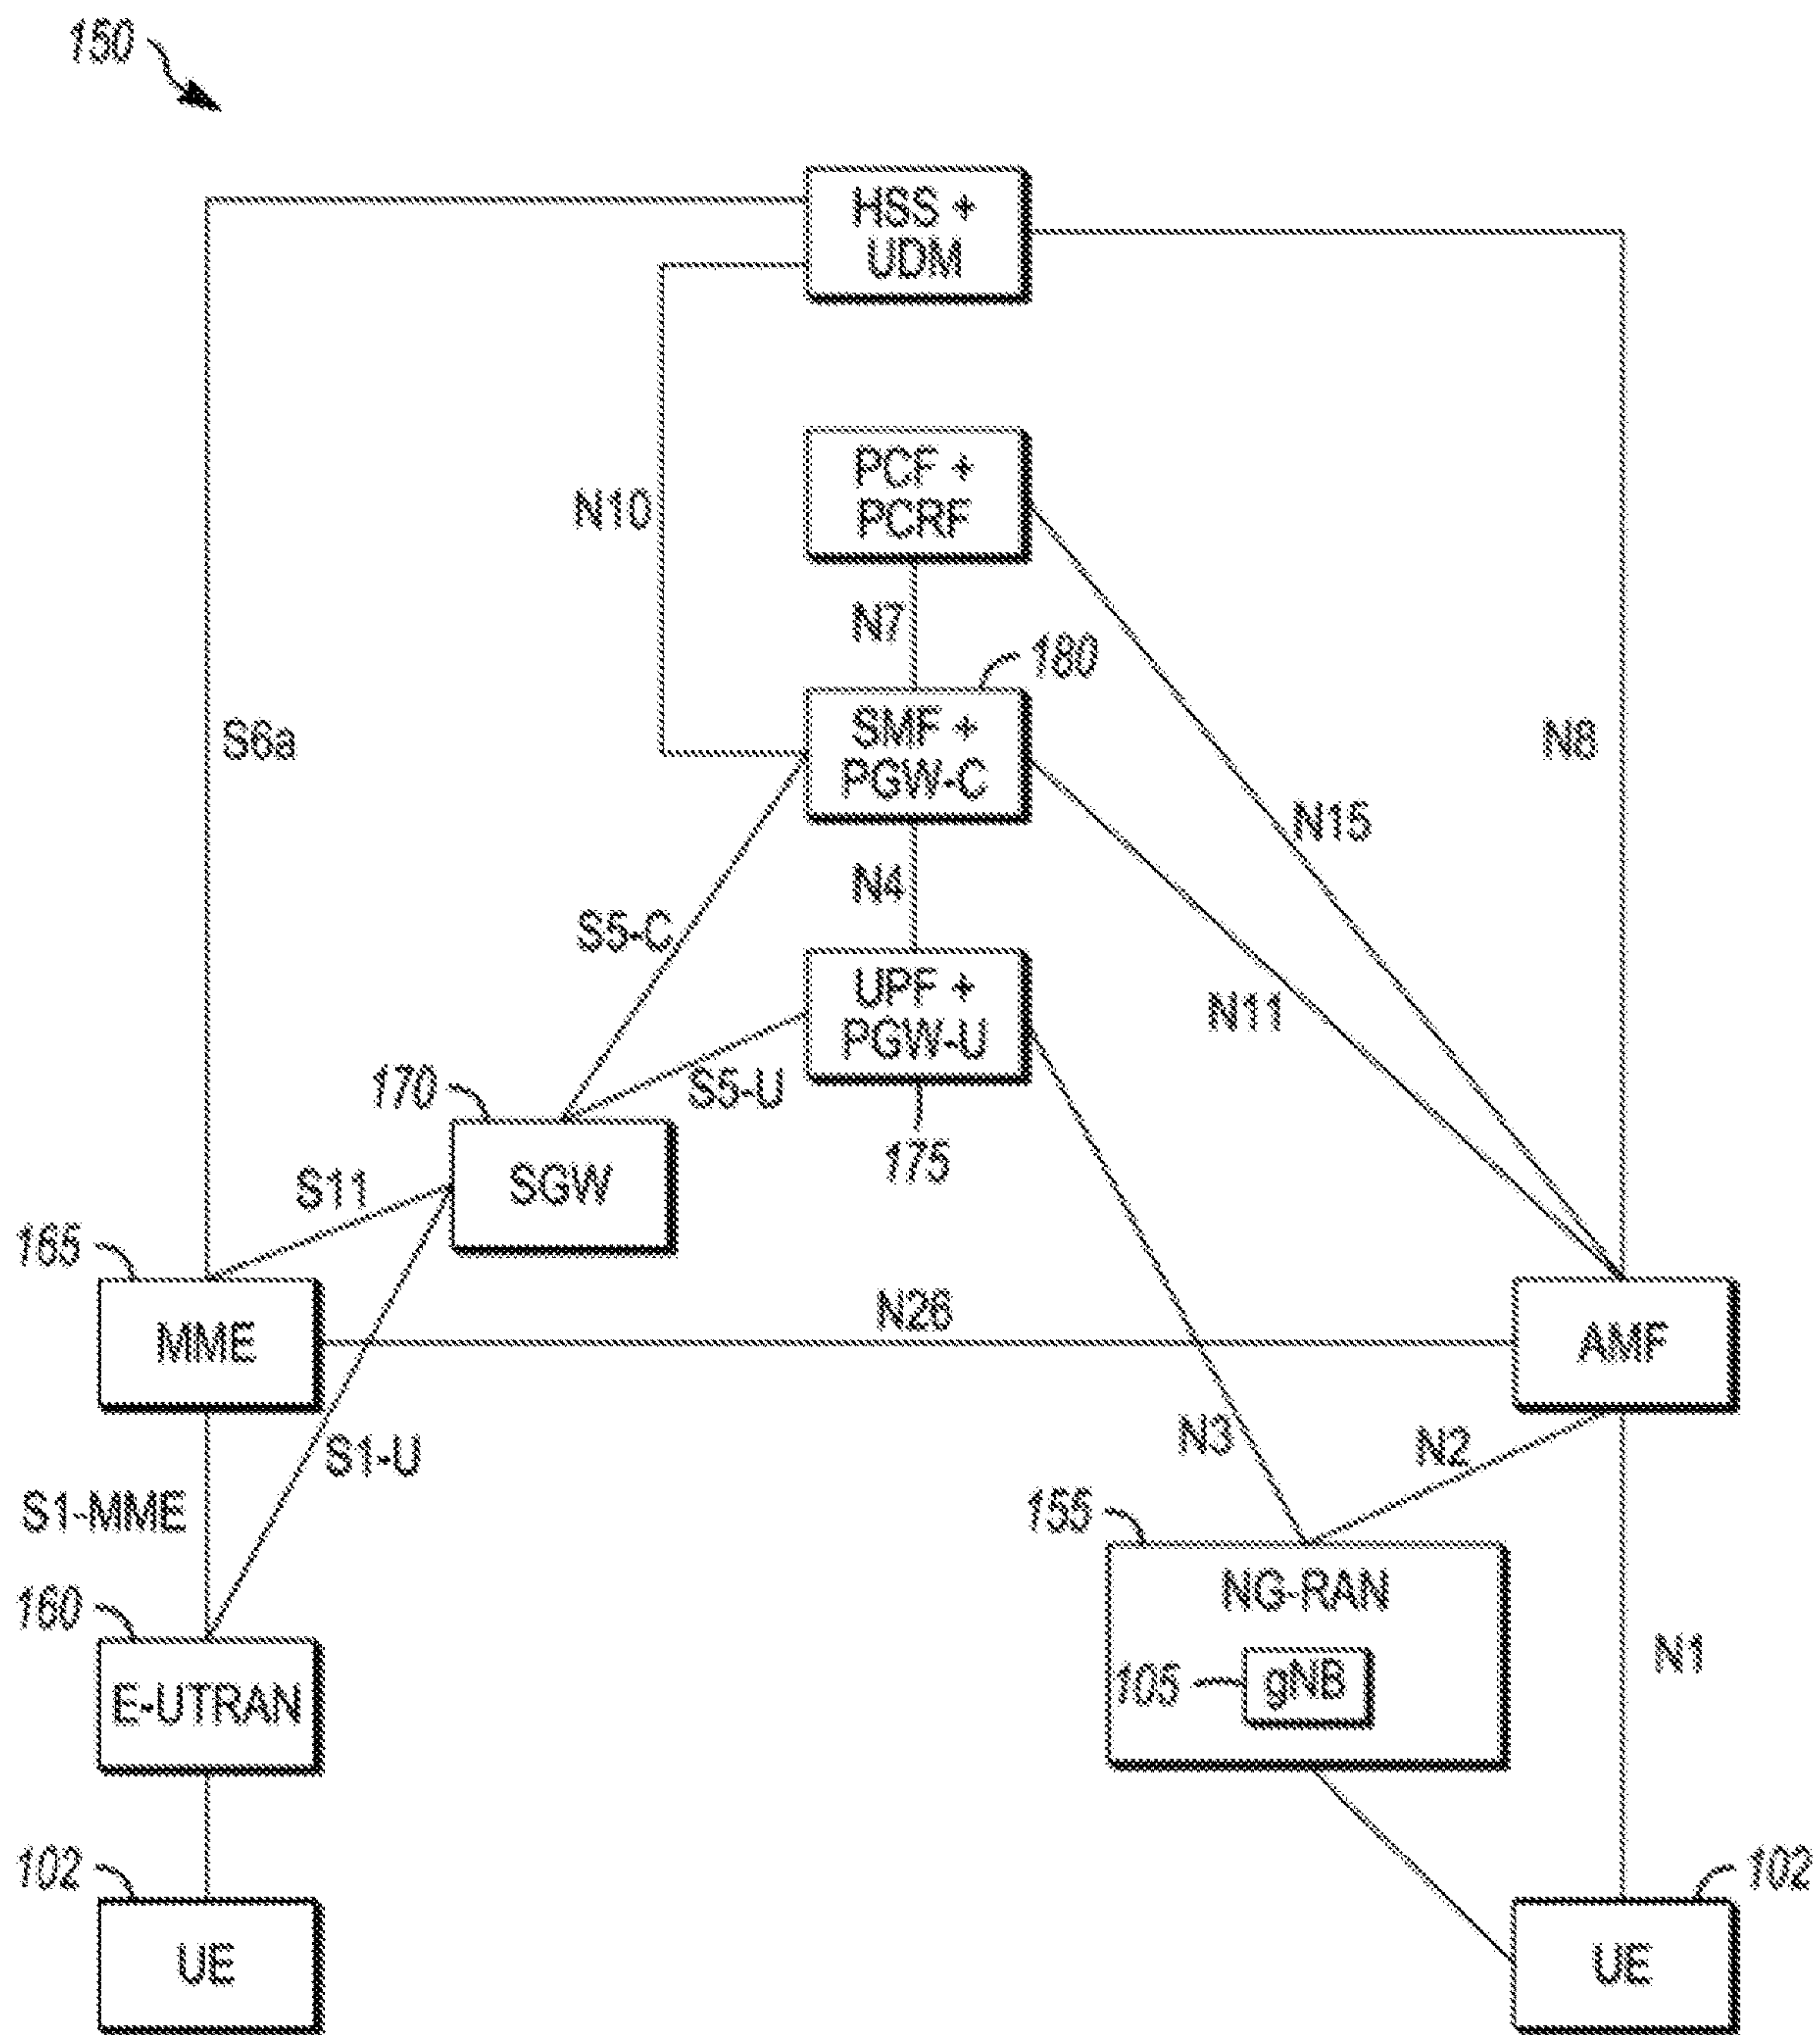 150
HSS +
UDM
PCF +
PCRF
N10
N7
180
SMF +
PGW-C
S6a
N8
N15
N4
S5-C
UPF +
PGW-U
N11
170
S5-U
175
SGW
S11
165
MME
N26
AMF
S1-U
N3
N2
S1-MME
155
NG-RAN
160
E-UTRAN
105
gNB
N1
102
UE
102
UE